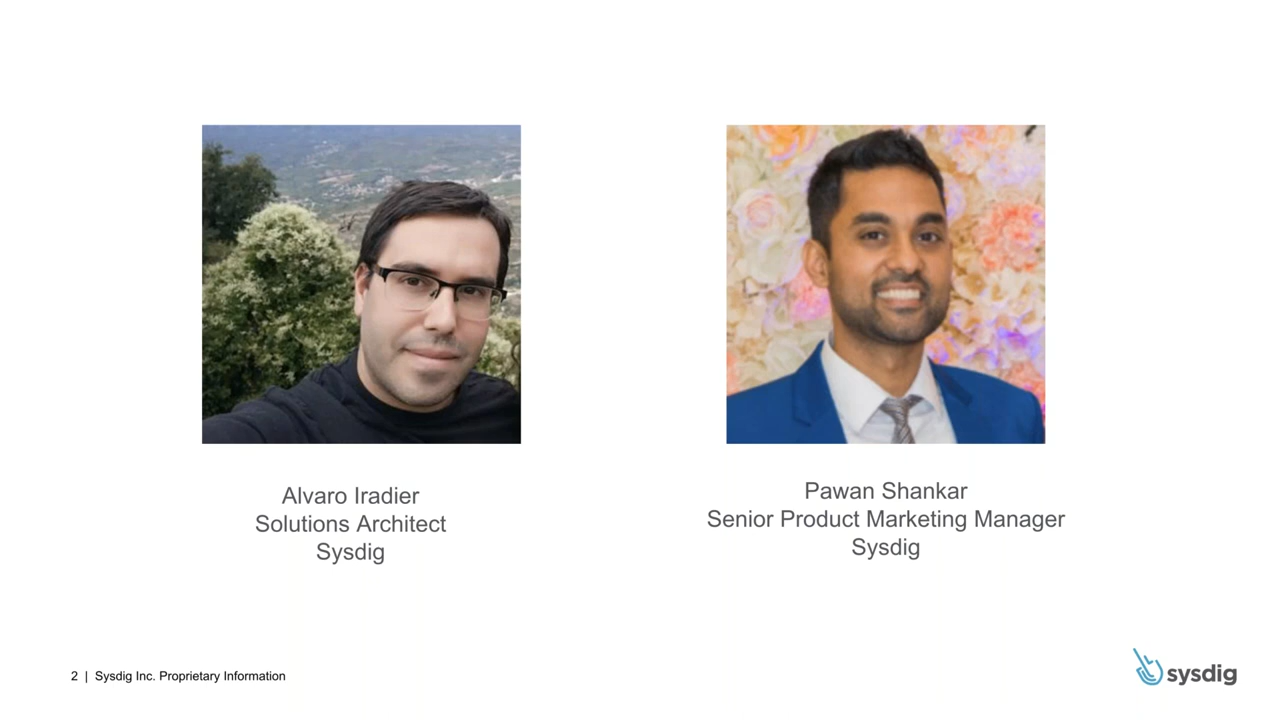 Alvaro Iradier
Solutions Architect
Sysdig
Pawan Shankar
Senior Product Marketing Manager
Sysdig
2 | Sysdig Inc. Proprietary Information
sysdig